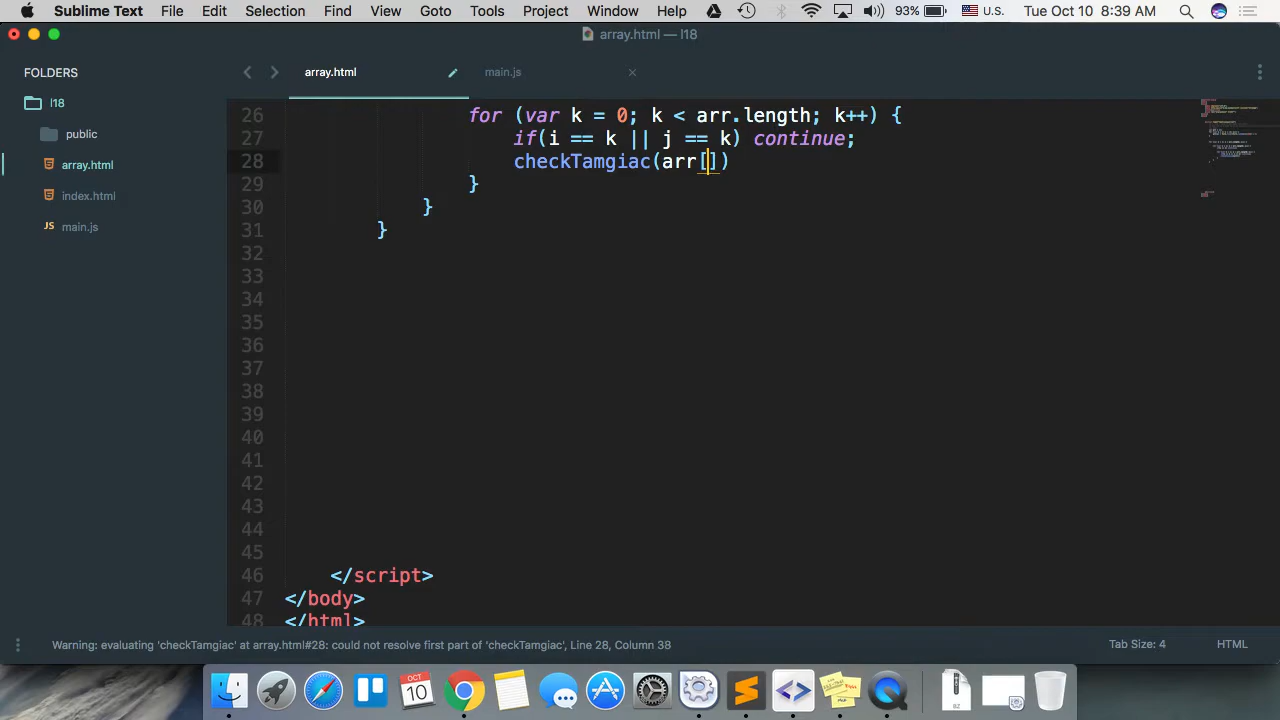 Sublime Text File Edit Selection Find View Goto Tools Project Window Help 93% U.S. Tue Oct 10 8:39 AM
array.html — l18
FOLDERS
l18
public
array.html
index.html
JS main.js
array.html main.js
26 for (var k = 0; k < arr.length; k++) {
27 if(i == k || j == k) continue;
28 checkTamgiac(arr[])
29 }
30 }
31 }
32
33
34
35
36
37
38
39
40
41
42
43
44
45
46 </script>
47 </body>
48 </html>
Warning: evaluating 'checkTamgiac' at array.html#28: could not resolve first part of 'checkTamgiac', Line 28, Column 38 Tab Size: 4 HTML
OCT
10